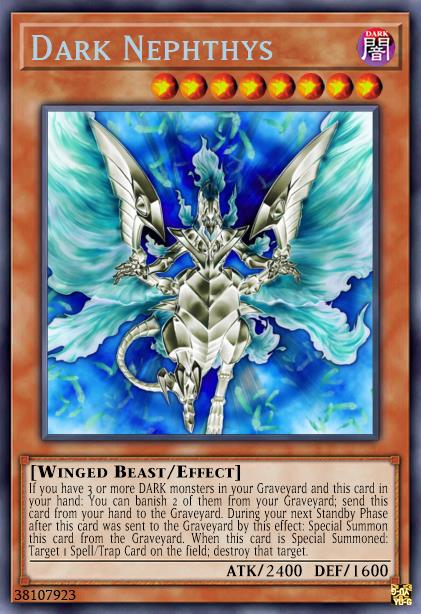 Dark Nephthys
DARK
闇
[Winged Beast/Effect]
If you have 3 or more DARK monsters in your Graveyard and this card in
your hand: You can banish 2 of them from your Graveyard; send this
card from your hand to the Graveyard. During your next Standby Phase
after this card was sent to the Graveyard by this effect: Special Summon
this card from the Graveyard. When this card is Special Summoned:
Target 1 Spell/Trap Card on the field; destroy that target.
ATK/2400 DEF/1600
38107923